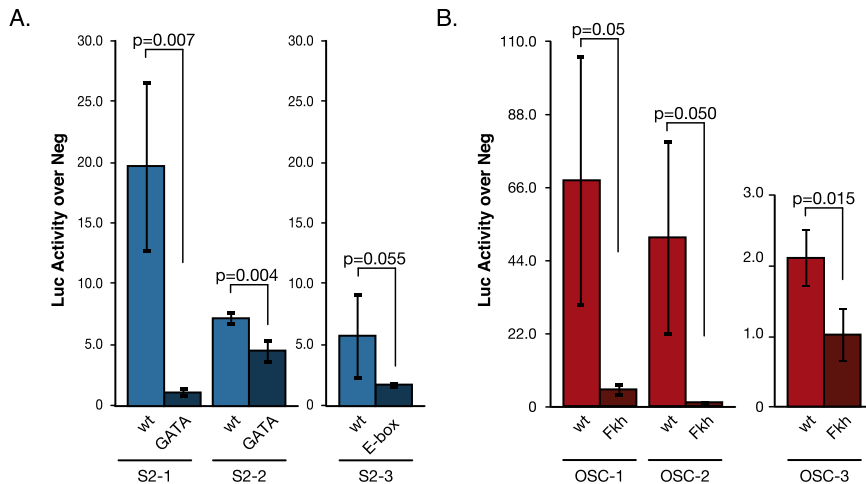 A.
B.
Luc Activity over Neg
30.0
25.0
20.0
15.0
10.0
5.0
0
p=0.007
p=0.004
wt
GATA
wt
GATA
S2-1
S2-2
30.0
25.0
20.0
15.0
10.0
5.0
0
p=0.055
wt
E-box
S2-3
Luc Activity over Neg
110.0
88.0
66.0
44.0
22.0
0
p=0.05
p=0.050
wt
Fkh
wt
Fkh
OSC-1
OSC-2
3.0
2.0
1.0
0
p=0.015
wt
Fkh
OSC-3